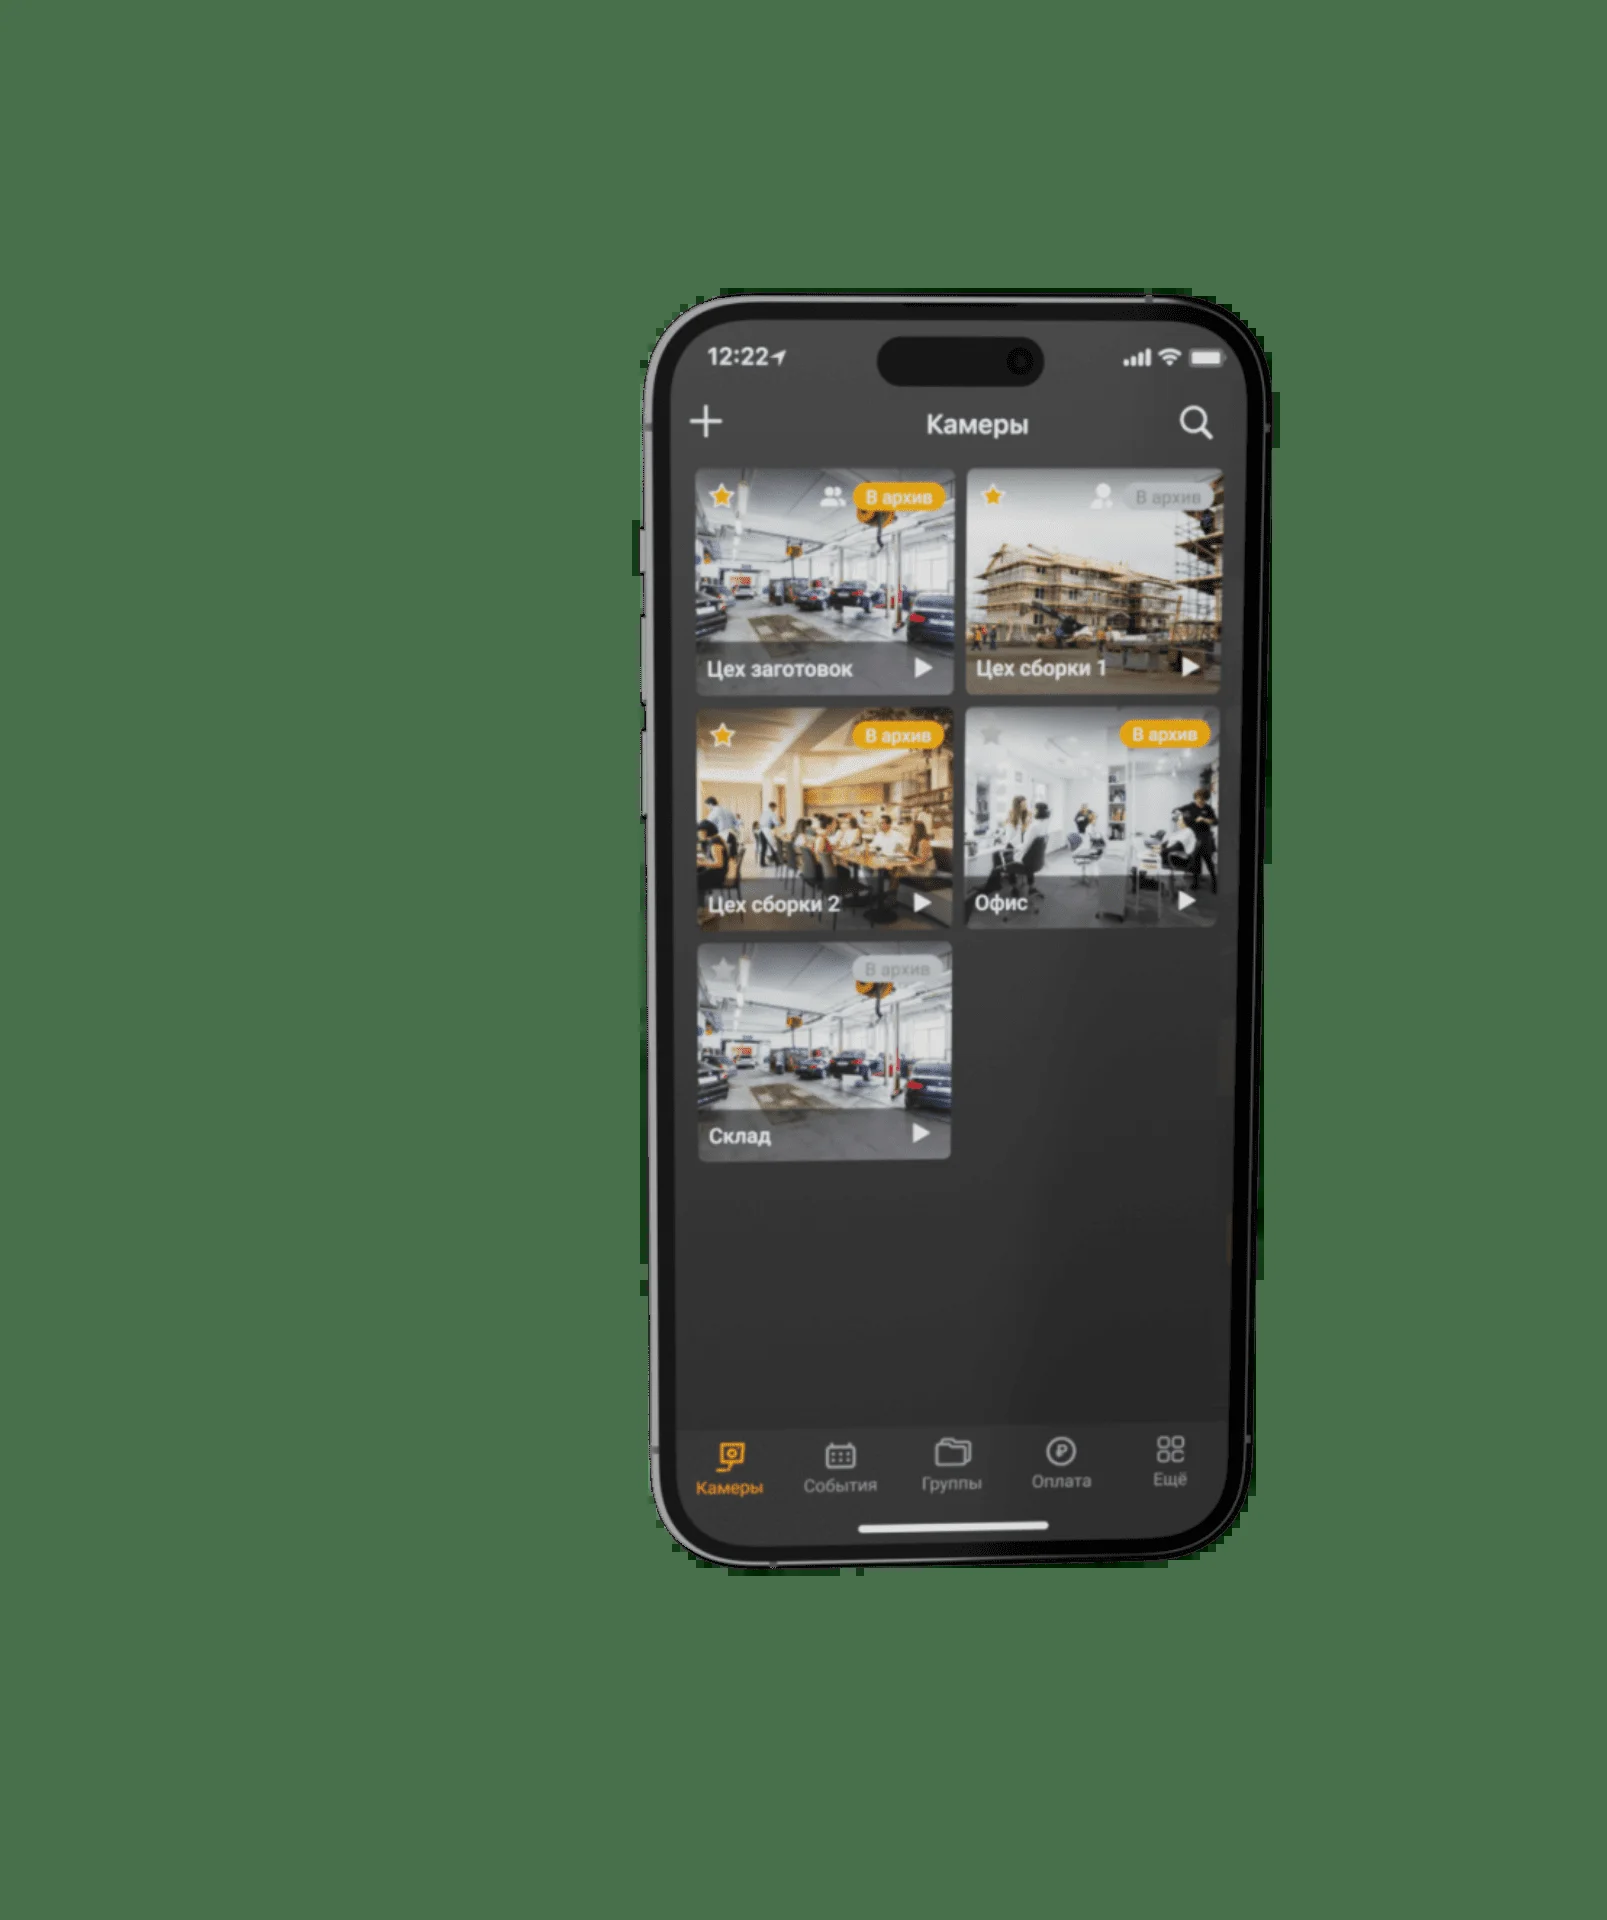 12:22
Камеры
В архив
В архив
Цех заготовок
Цех сборки 1
В архив
В архив
Цех сборки 2
Офис
В архив
Склад
Камеры
События
Группы
Оплата
Ещё